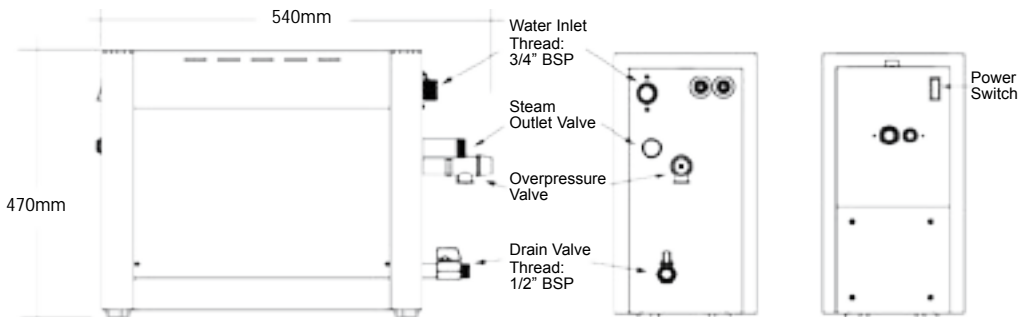 540mm
Water Inlet
Thread:
3/4” BSP
Power
Switch
Steam
Outlet Valve
470mm
Overpressure
Valve
Drain Valve
Thread:
1/2” BSP